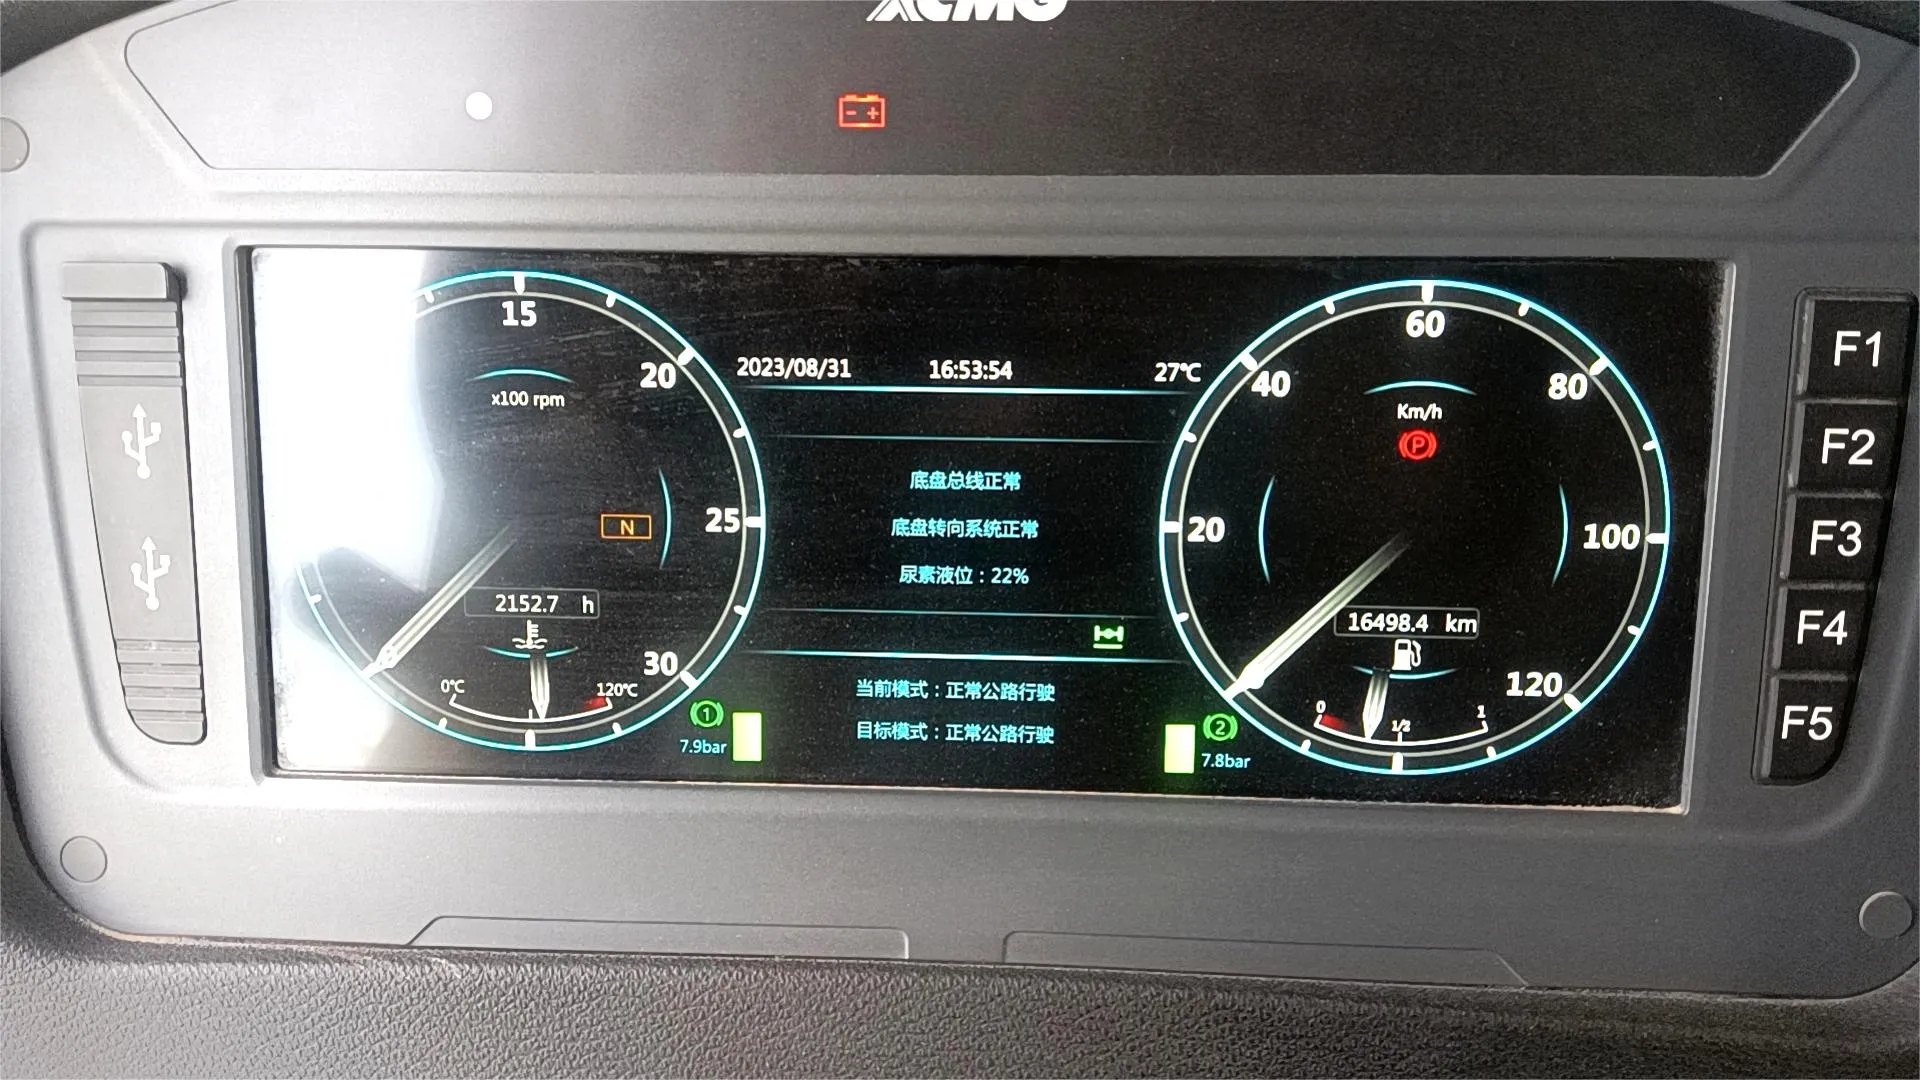 XCMG
15
20
25
30
x100 rpm
N
2152.7 h
0℃
120℃
1
7.9bar
2023/08/31 16:53:54 27℃
底盘总线正常
底盘转向系统正常
尿素液位：22%
当前模式：正常公路行驶
目标模式：正常公路行驶
20
40
60
80
100
120
Km/h
P
16498.4 km
0
1/2
1
2
7.8bar
F1
F2
F3
F4
F5